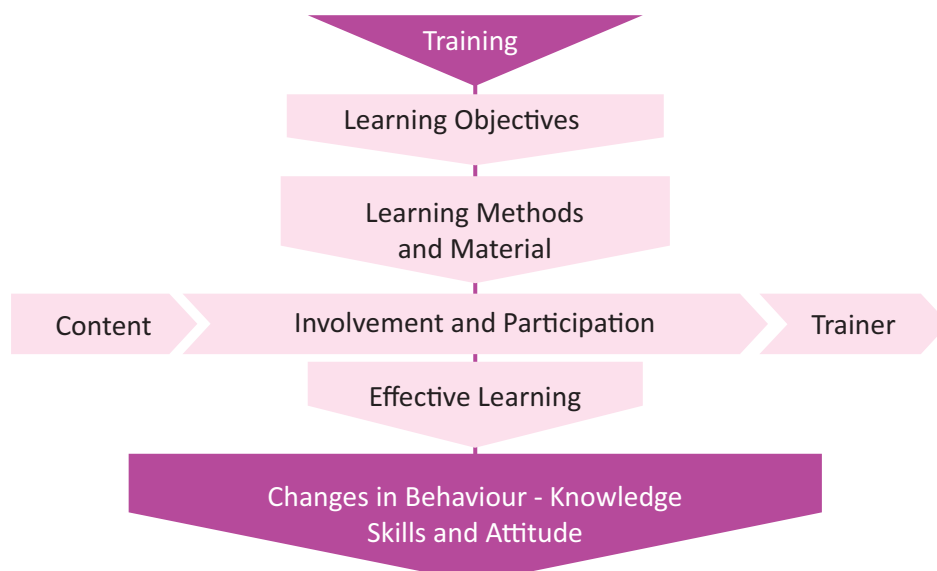 Training
Learning Objectives
Learning Methods
and Material
Content
Involvement and Participation
Trainer
Effective Learning
Changes in Behaviour - Knowledge
Skills and Attitude